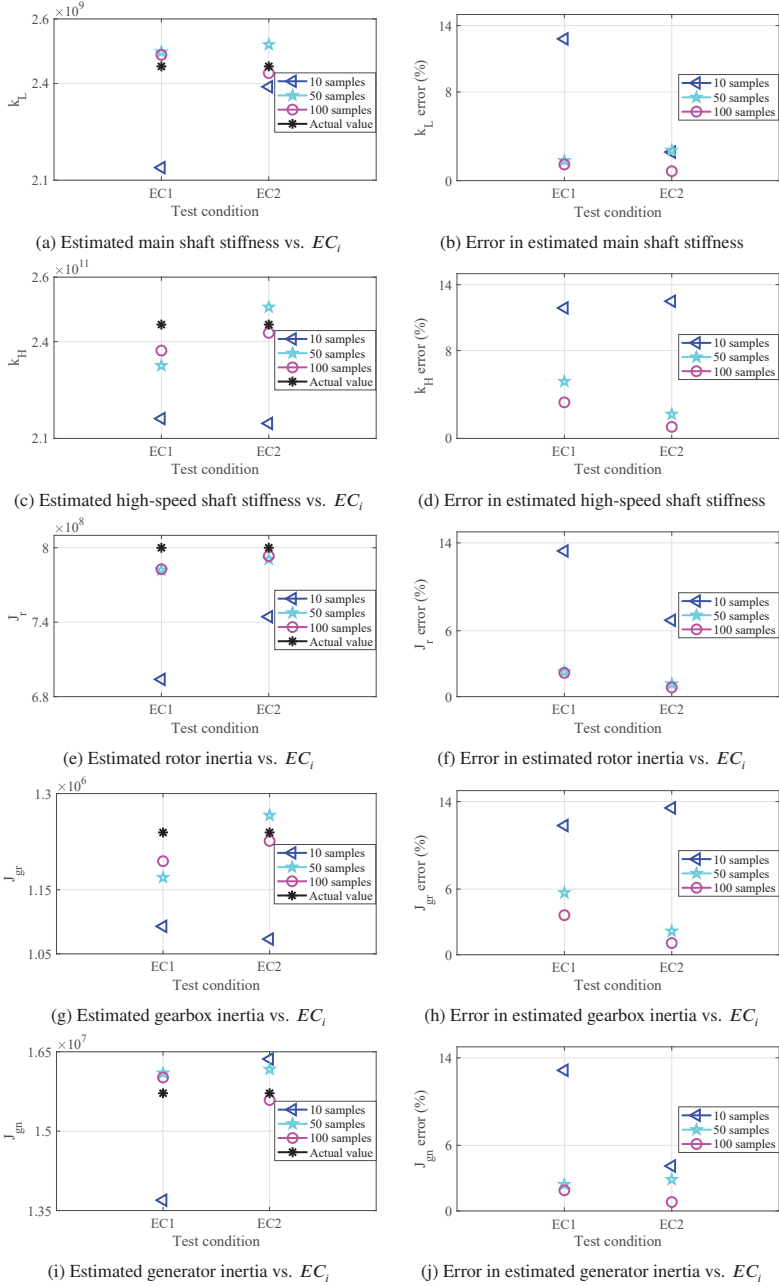 ×10⁹
2.6
2.4
2.1
k_L
10 samples
50 samples
100 samples
Actual value
EC1 EC2
Test condition
(a) Estimated main shaft stiffness vs. EC_i
8
0
k_L error (%)
10 samples
50 samples
100 samples
EC1 EC2
Test condition
(b) Error in estimated main shaft stiffness
×10¹¹
2.6
2.4
2.1
k_H
10 samples
50 samples
100 samples
Actual value
EC1 EC2
Test condition
(c) Estimated high-speed shaft stiffness vs. EC_i
14
8
0
k_H error (%)
10 samples
50 samples
100 samples
EC1 EC2
Test condition
(d) Error in estimated high-speed shaft stiffness
×10⁸
8
7.4
6.8
J_r
10 samples
50 samples
100 samples
Actual value
EC1 EC2
Test condition
(e) Estimated rotor inertia vs. EC_i
14
6
0
J_r error (%)
10 samples
50 samples
100 samples
EC1 EC2
Test condition
(f) Error in estimated rotor inertia vs. EC_i
×10⁶
1.3
1.15
1.05
J_gr
10 samples
50 samples
100 samples
Actual value
EC1 EC2
Test condition
(g) Estimated gearbox inertia vs. EC_i
14
6
0
J_gr error (%)
10 samples
50 samples
100 samples
EC1 EC2
Test condition
(h) Error in estimated gearbox inertia vs. EC_i
×10⁷
1.65
1.5
1.35
J_gn
10 samples
50 samples
100 samples
Actual value
EC1 EC2
Test condition
(i) Estimated generator inertia vs. EC_i
14
6
0
J_gn error (%)
10 samples
50 samples
100 samples
EC1 EC2
Test condition
(j) Error in estimated generator inertia vs. EC_i